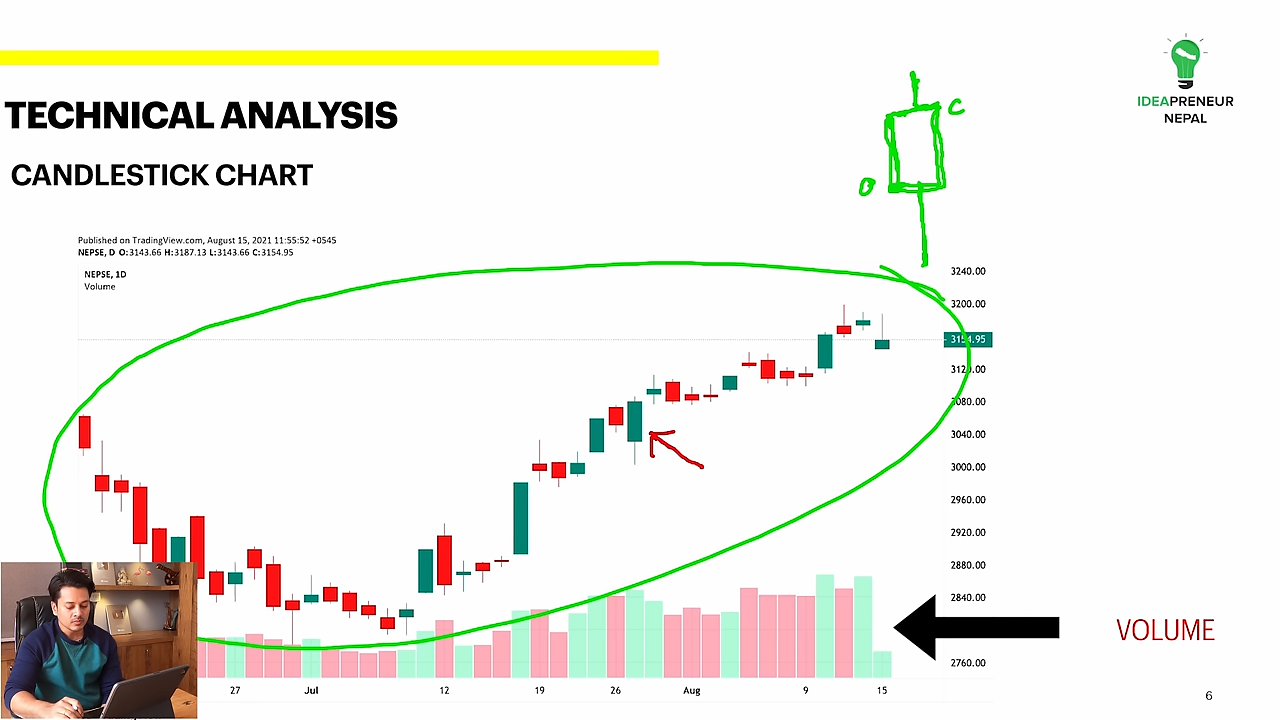 TECHNICAL ANALYSIS
CANDLESTICK CHART
IDEAPRENEUR
NEPAL
C
O
Published on TradingView.com, August 15, 2021 11:55:52 +0545
NEPSE, D O:3143.66 H:3187.13 L:3143.66 C:3154.95
NEPSE, 1D
Volume
3240.00
3200.00
3154.95
3120.00
3080.00
3040.00
3000.00
2960.00
2920.00
2880.00
2840.00
2760.00
VOLUME
27 Jul 12 19 26 Aug 9 15
6